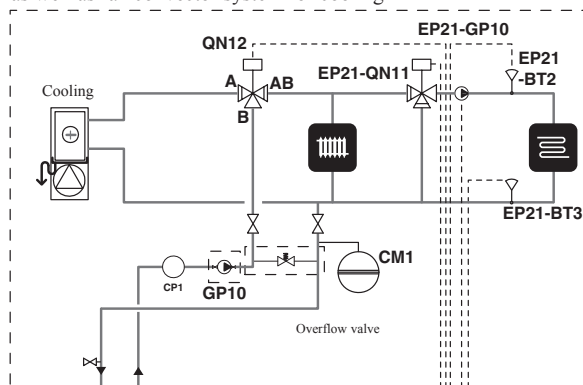 EP21-GP10
QN12
EP21
-BT2
EP21-QN11
A
AB
Cooling
B
EP21-BT3
CM1
CP1
GP10
Overflow valve